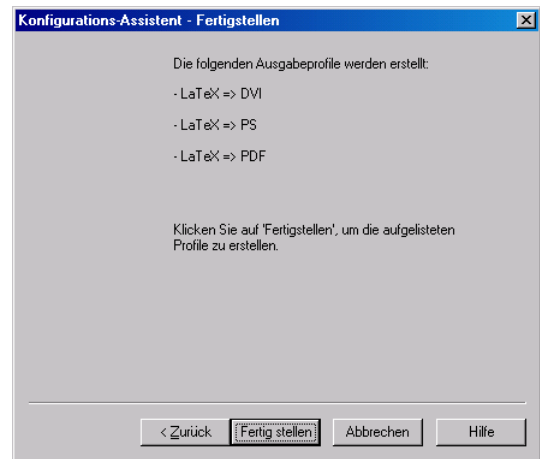 Konfigurations-Assistent - Fertigstellen
Die folgenden Ausgabeprofile werden erstellt:
- LaTeX => DVI
- LaTeX => PS
- LaTeX => PDF
Klicken Sie auf 'Fertigstellen', um die aufgelisteten
Profile zu erstellen.
< Zurück Fertig stellen Abbrechen Hilfe